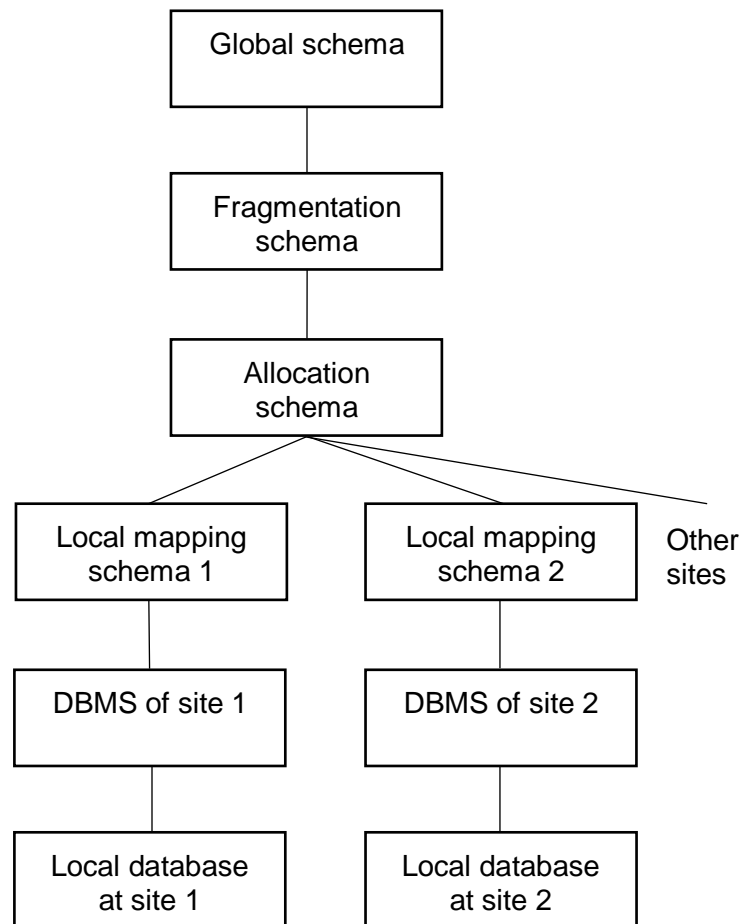 Global schema
Fragmentation
schema
Allocation
schema
Local mapping
schema 1
Local mapping
schema 2
Other
sites
DBMS of site 1
DBMS of site 2
Local database
at site 1
Local database
at site 2